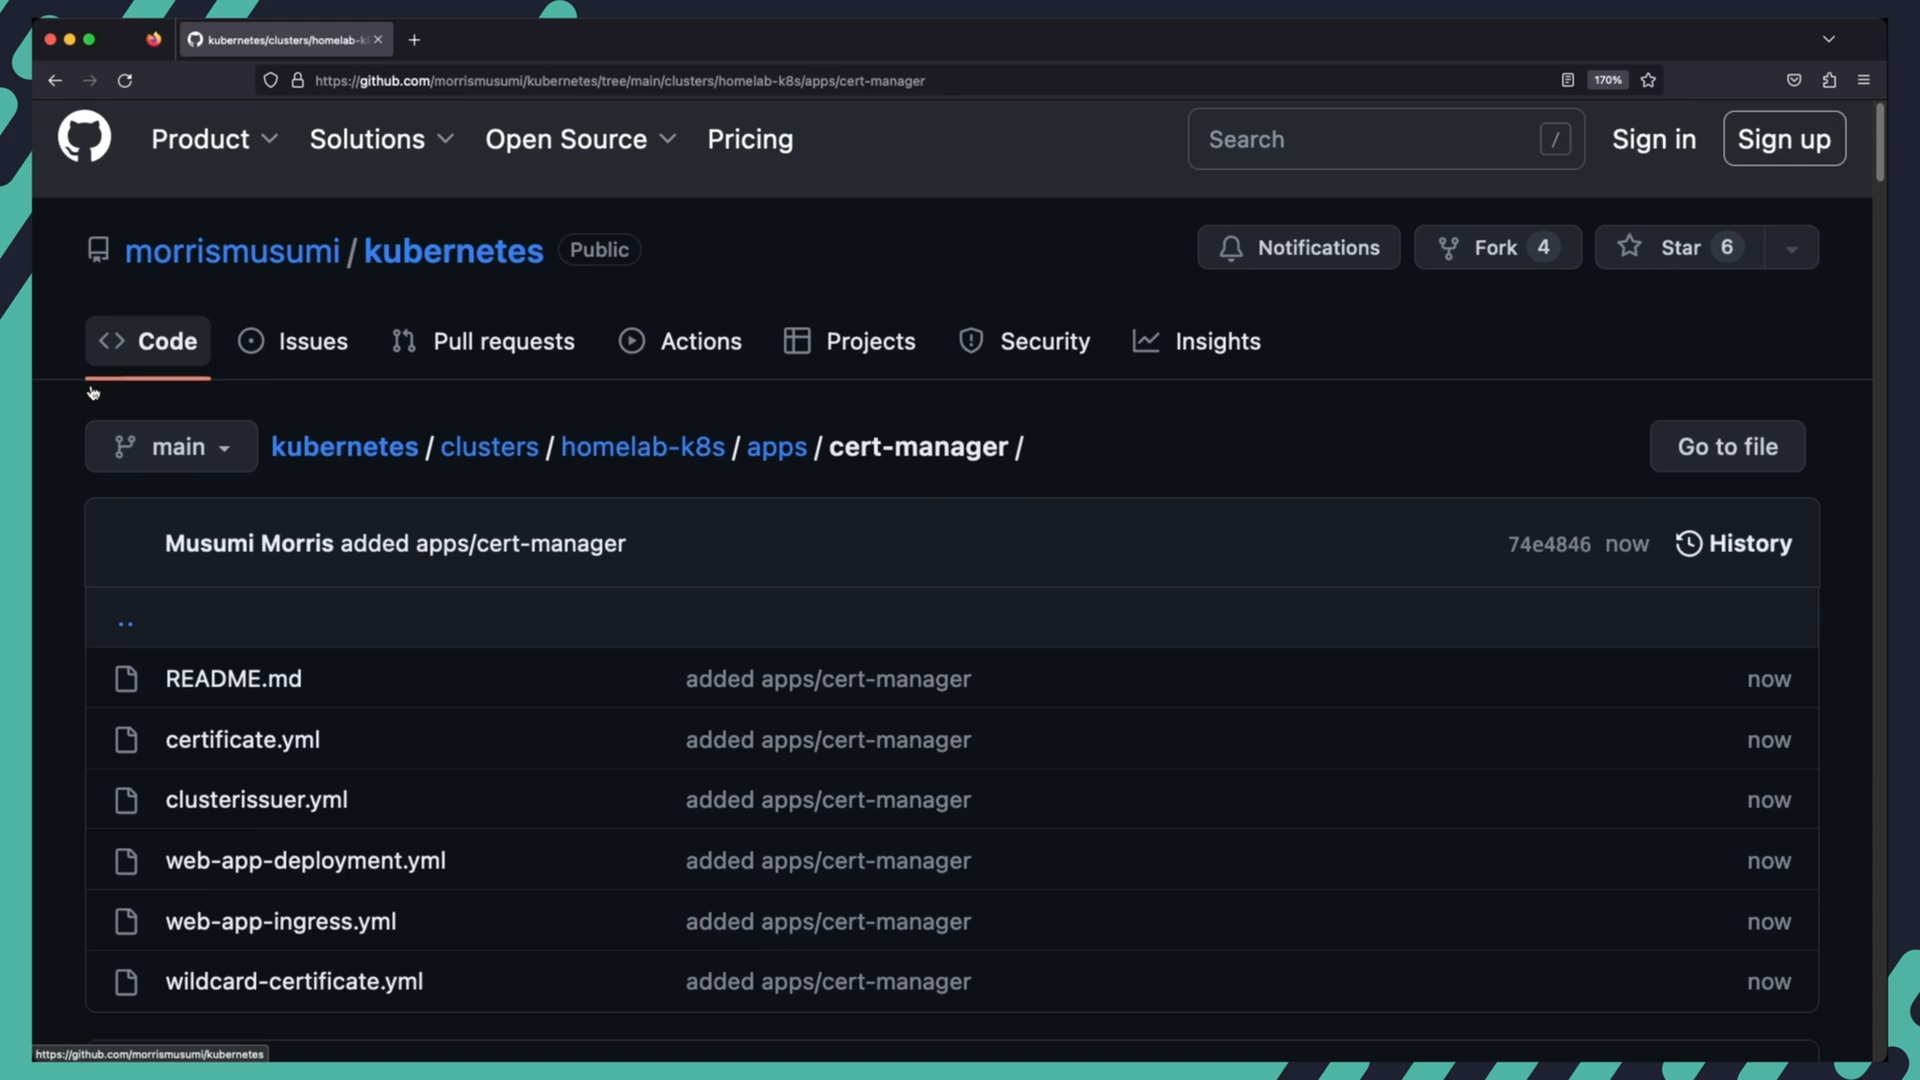 kubernetes/clusters/homelab-k8
https://github.com/morrismusumi/kubernetes/tree/main/clusters/homelab-k8s/apps/cert-manager
170%
Product
Solutions
Open Source
Pricing
Search
/
Sign in
Sign up
morrismusumi / kubernetes
Public
Notifications
Fork 4
Star 6
Code
Issues
Pull requests
Actions
Projects
Security
Insights
main
kubernetes / clusters / homelab-k8s / apps / cert-manager /
Go to file
Musumi Morris added apps/cert-manager
74e4846 now
History
..
README.md added apps/cert-manager now
certificate.yml added apps/cert-manager now
clusterissuer.yml added apps/cert-manager now
web-app-deployment.yml added apps/cert-manager now
web-app-ingress.yml added apps/cert-manager now
wildcard-certificate.yml added apps/cert-manager now
https://github.com/morrismusumi/kubernetes